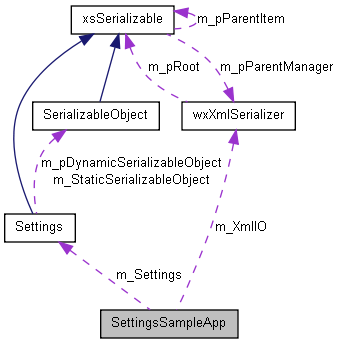 xsSerializable
m_pParentItem
m_pRoot
m_pParentManager
SerializableObject
wxXmlSerializer
m_pDynamicSerializableObject
m_StaticSerializableObject
Settings
m_XmlIO
m_Settings
SettingsSampleApp